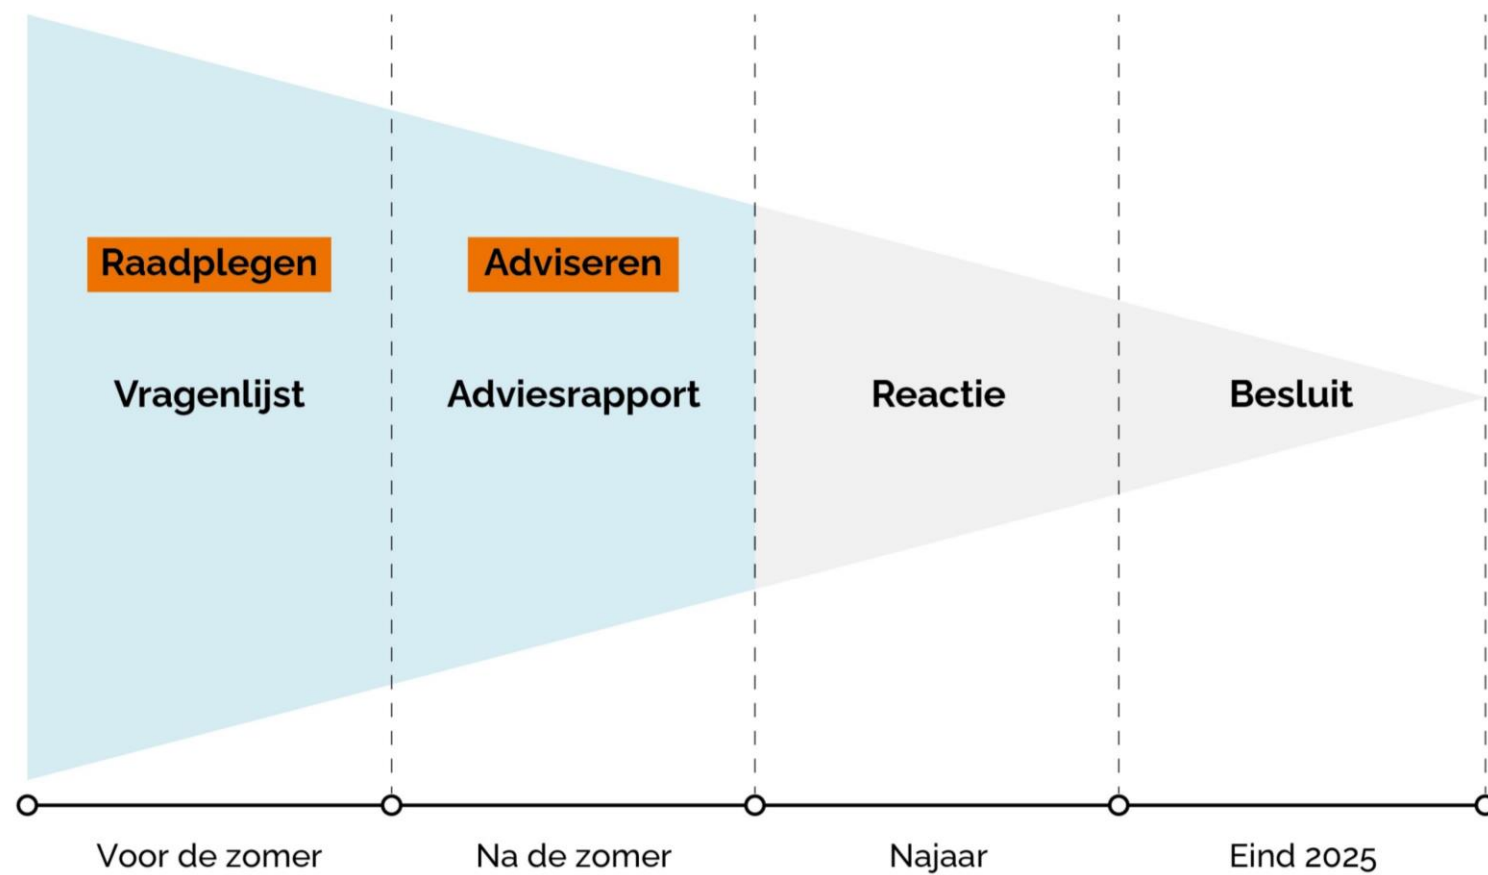 Raadplegen
Adviseren
Vragenlijst
Adviesrapport
Reactie
Besluit
Voor de zomer
Na de zomer
Najaar
Eind 2025